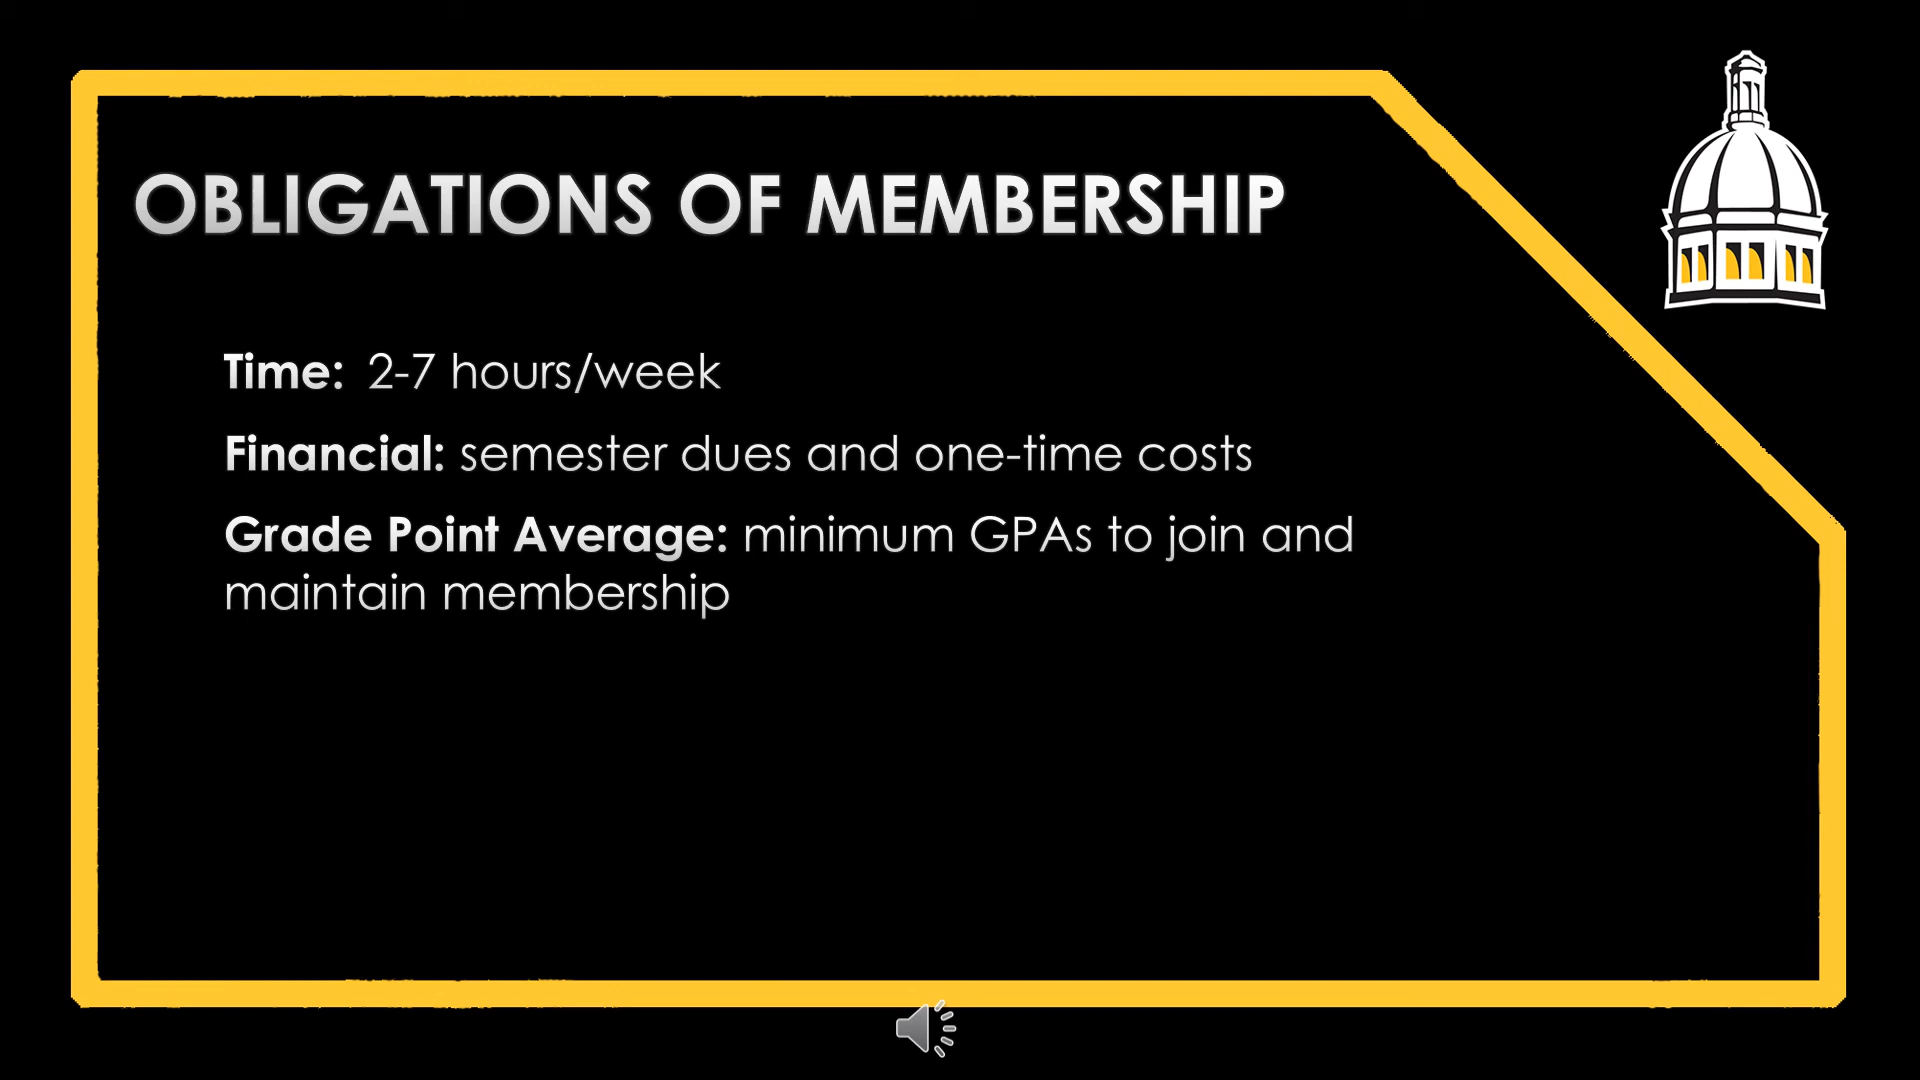 OBLIGATIONS OF MEMBERSHIP
Time: 2-7 hours/week
Financial: semester dues and one-time costs
Grade Point Average: minimum GPAs to join and
maintain membership